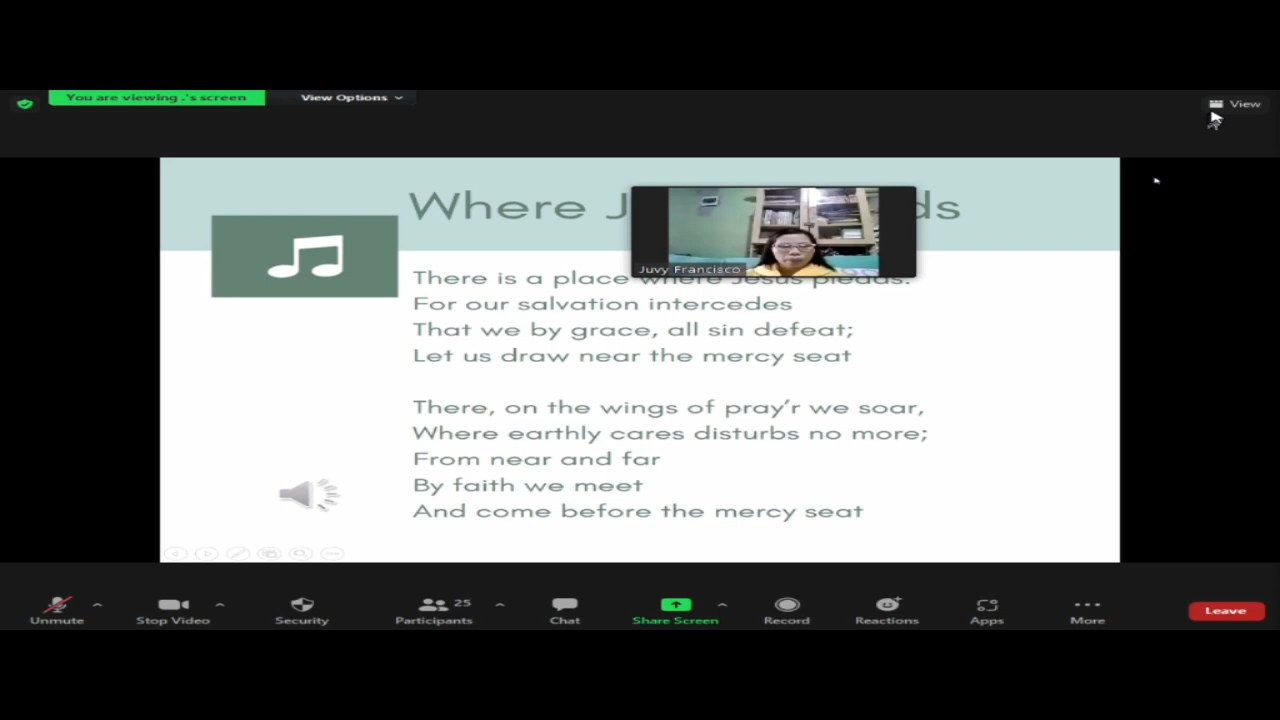 You are viewing .'s screen
View Options
View
Where J ds
Juvy Francisco
There is a place where Jesus pleads.
For our salvation intercedes
That we by grace, all sin defeat;
Let us draw near the mercy seat
There, on the wings of pray'r we soar,
Where earthly cares disturbs no more;
From near and far
By faith we meet
And come before the mercy seat
Unmute
Stop Video
Security
Participants
25
Chat
Share Screen
Record
Reactions
Apps
More
Leave